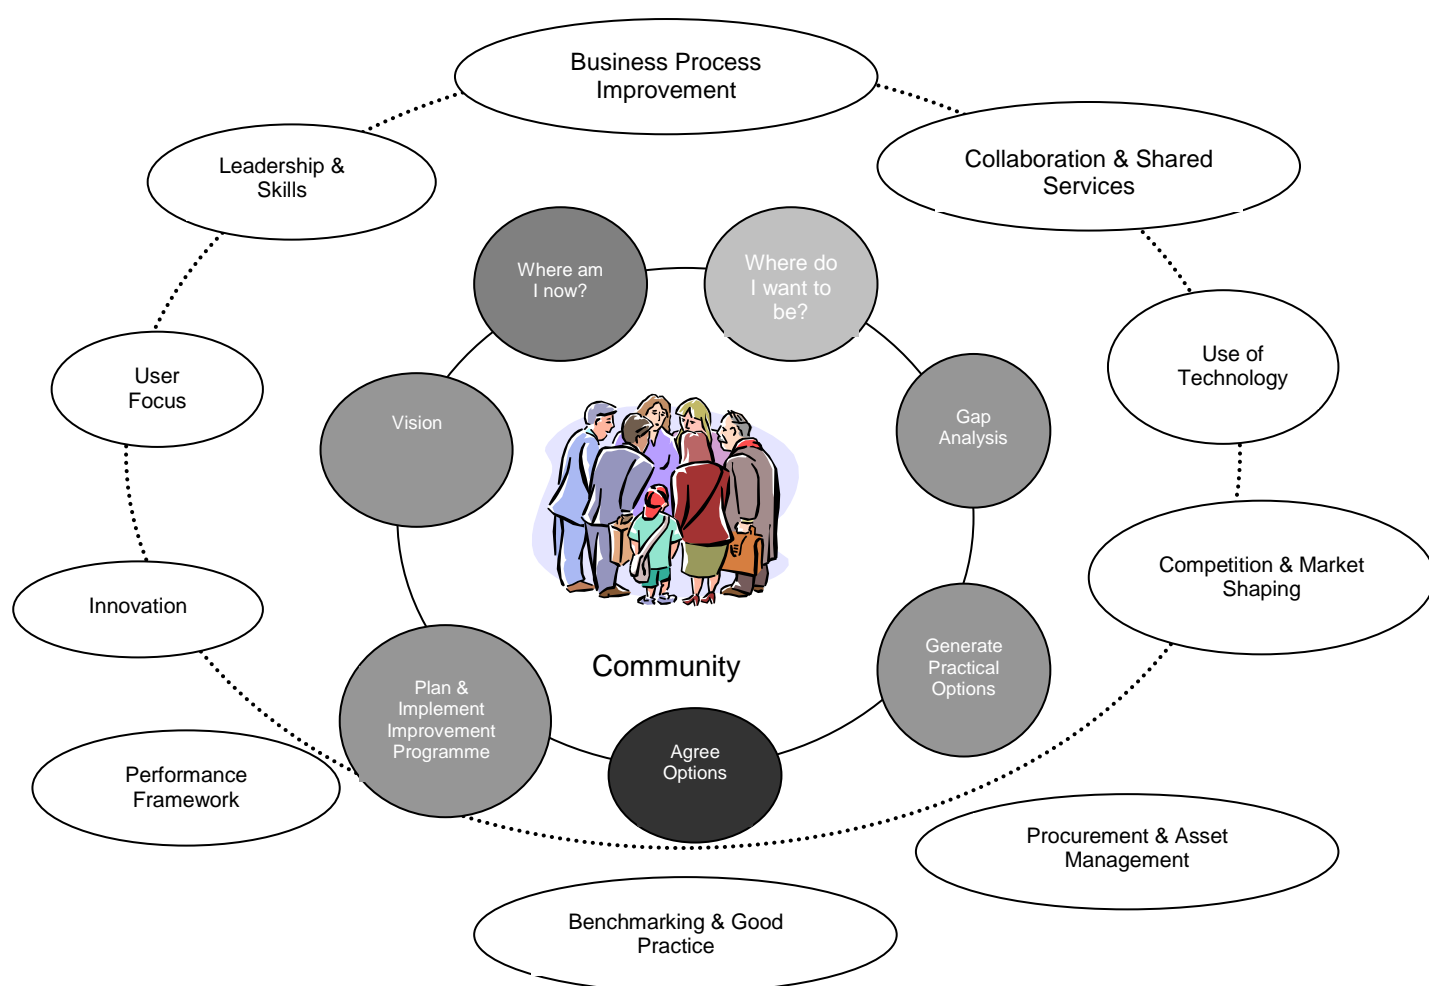 Business Process
Improvement
Leadership &
Skills
Collaboration & Shared
Services
Where am
I now?
Where do
I want to
be?
User
Focus
Use of
Technology
Vision
Gap
Analysis
Competition & Market
Shaping
Innovation
Generate
Practical
Options
Community
Plan &
Implement
Improvement
Programme
Agree
Options
Performance
Framework
Procurement & Asset
Management
Benchmarking & Good
Practice